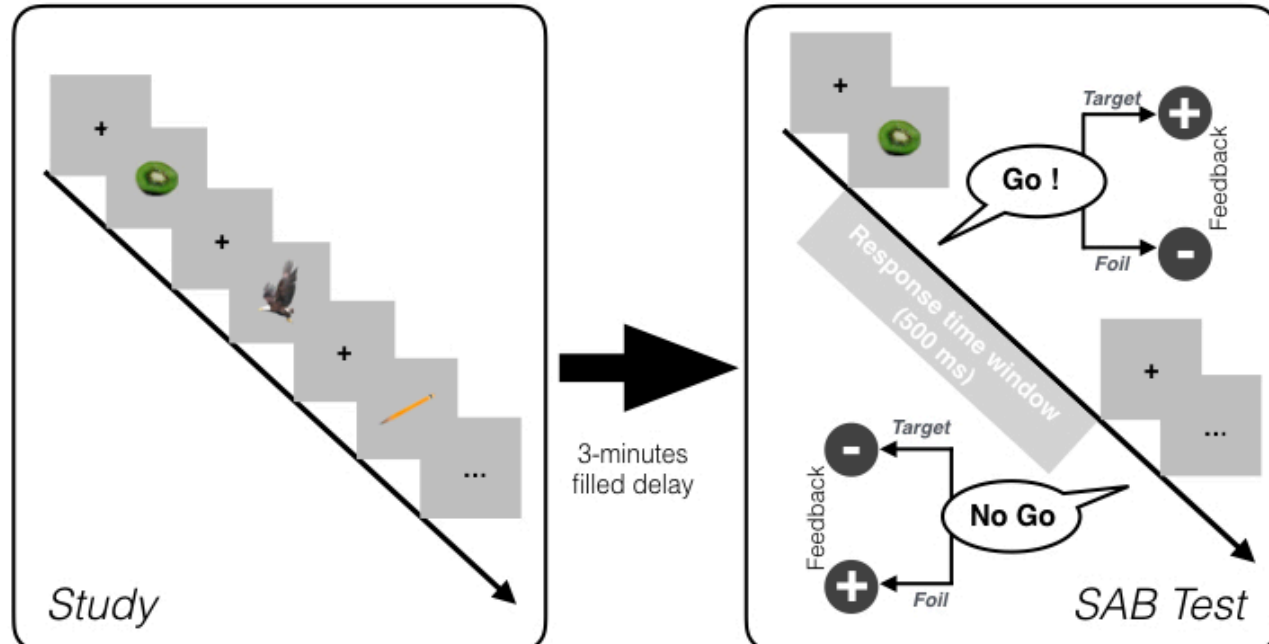 +
+
+
...
Study
3-minutes
filled delay
+
Target
+
Go !
Feedback
Foil
-
Response time window
(500 ms)
+
...
Target
-
Feedback
No Go
Foil
+
SAB Test